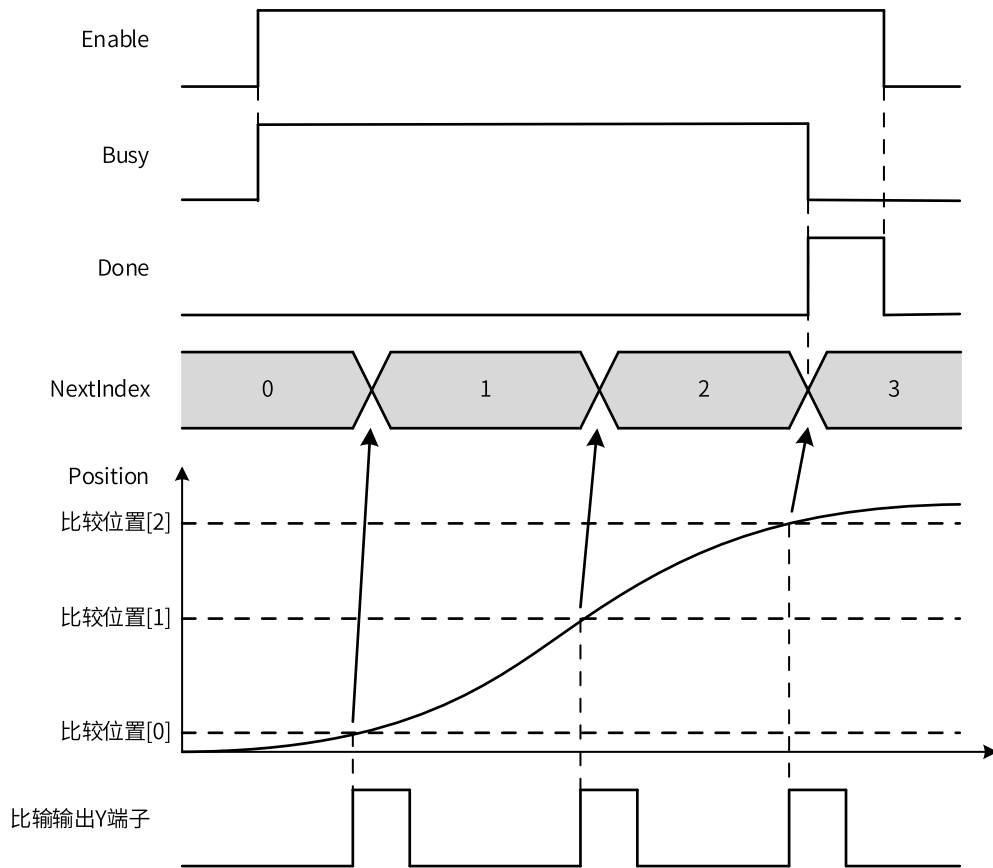 Enable
Busy
Done
NextIndex 0 1 2 3
Position
比较位置[2]
比较位置[1]
比较位置[0]
比输输出Y端子